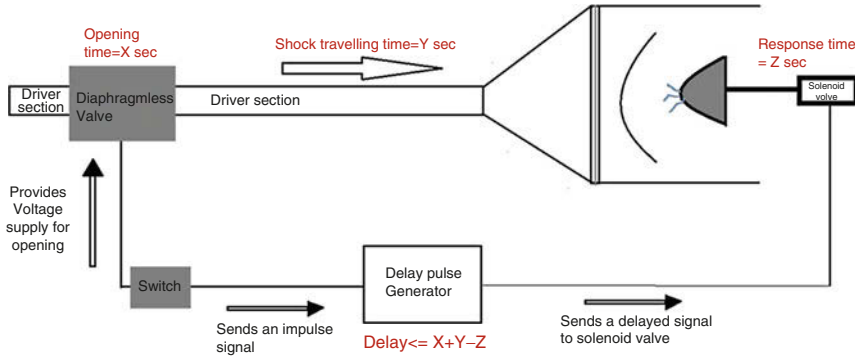 Opening
time=X sec
Shock travelling time=Y sec
Response time
= Z sec
Driver
section
Diaphragmless
Valve
Driver section
Solenoid
volve
Provides
Voltage
supply for
opening
Switch
Delay pulse
Generator
Sends an impulse
signal
Delay<= X+Y–Z
Sends a delayed signal
to solenoid valve